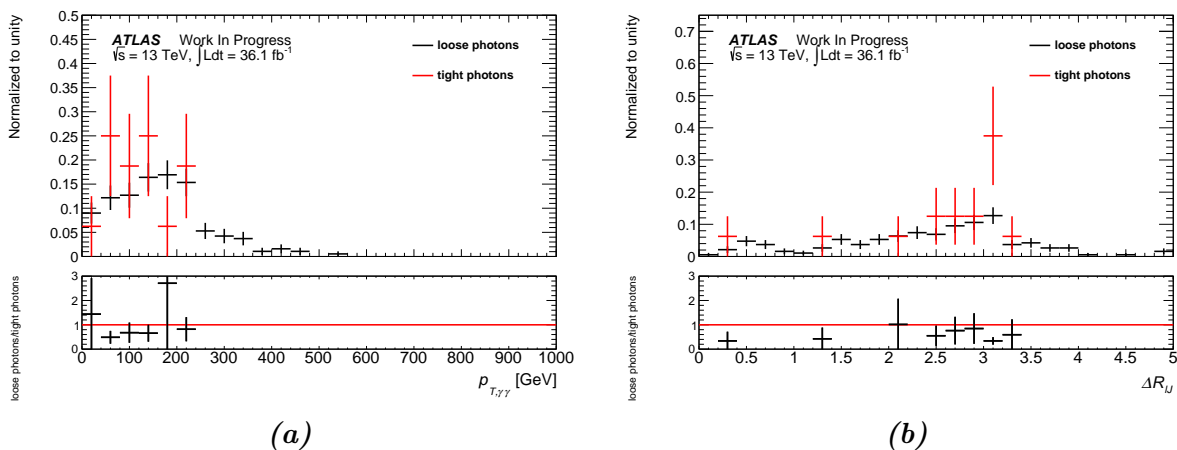 Normalized to unity
0.5
0.45
0.4
0.35
0.3
0.25
0.2
0.15
0.1
0.05
0
ATLAS Work In Progress
√s = 13 TeV, ∫Ldt = 36.1 fb⁻¹
loose photons
tight photons
loose photons/tight photons
3
2
1
0
0 100 200 300 400 500 600 700 800 900 1000
p_{T,γγ} [GeV]
(a)
Normalized to unity
0.7
0.6
0.5
0.4
0.3
0.2
0.1
0
ATLAS Work In Progress
√s = 13 TeV, ∫Ldt = 36.1 fb⁻¹
loose photons
tight photons
loose photons/tight photons
3
2
1
0
0 0.5 1 1.5 2 2.5 3 3.5 4 4.5 5
ΔR_{lJ}
(b)